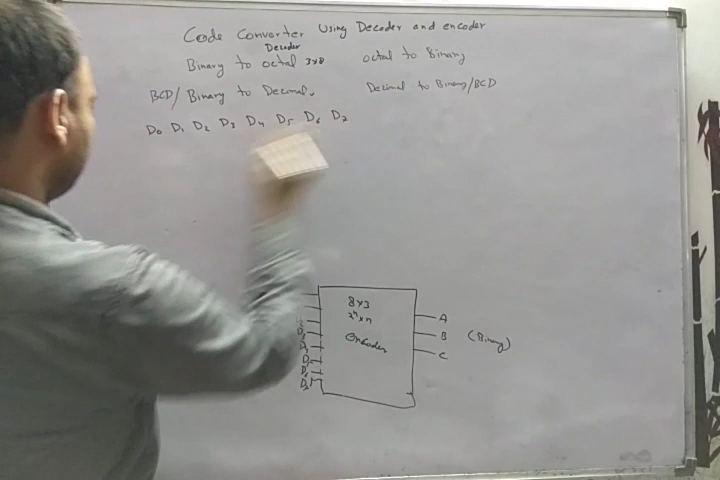 Code Converter Using Decoder and encoder
Decoder
Binary to octal 3x8 octal to Binary
BCD/Binary to Decimal. Decimal to Binary/BCD
D0 D1 D2 D3 D4 D5 D6 D7
8x3
2ⁿxn
encoder
A
B
C
(Binary)